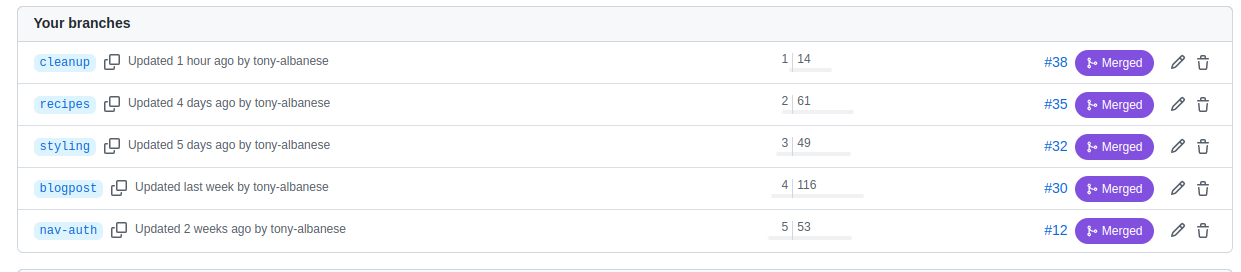 Your branches
cleanup Updated 1 hour ago by tony-albanese 1 14 #38 Merged
recipes Updated 4 days ago by tony-albanese 2 61 #35 Merged
styling Updated 5 days ago by tony-albanese 3 49 #32 Merged
blogpost Updated last week by tony-albanese 4 116 #30 Merged
nav-auth Updated 2 weeks ago by tony-albanese 5 53 #12 Merged